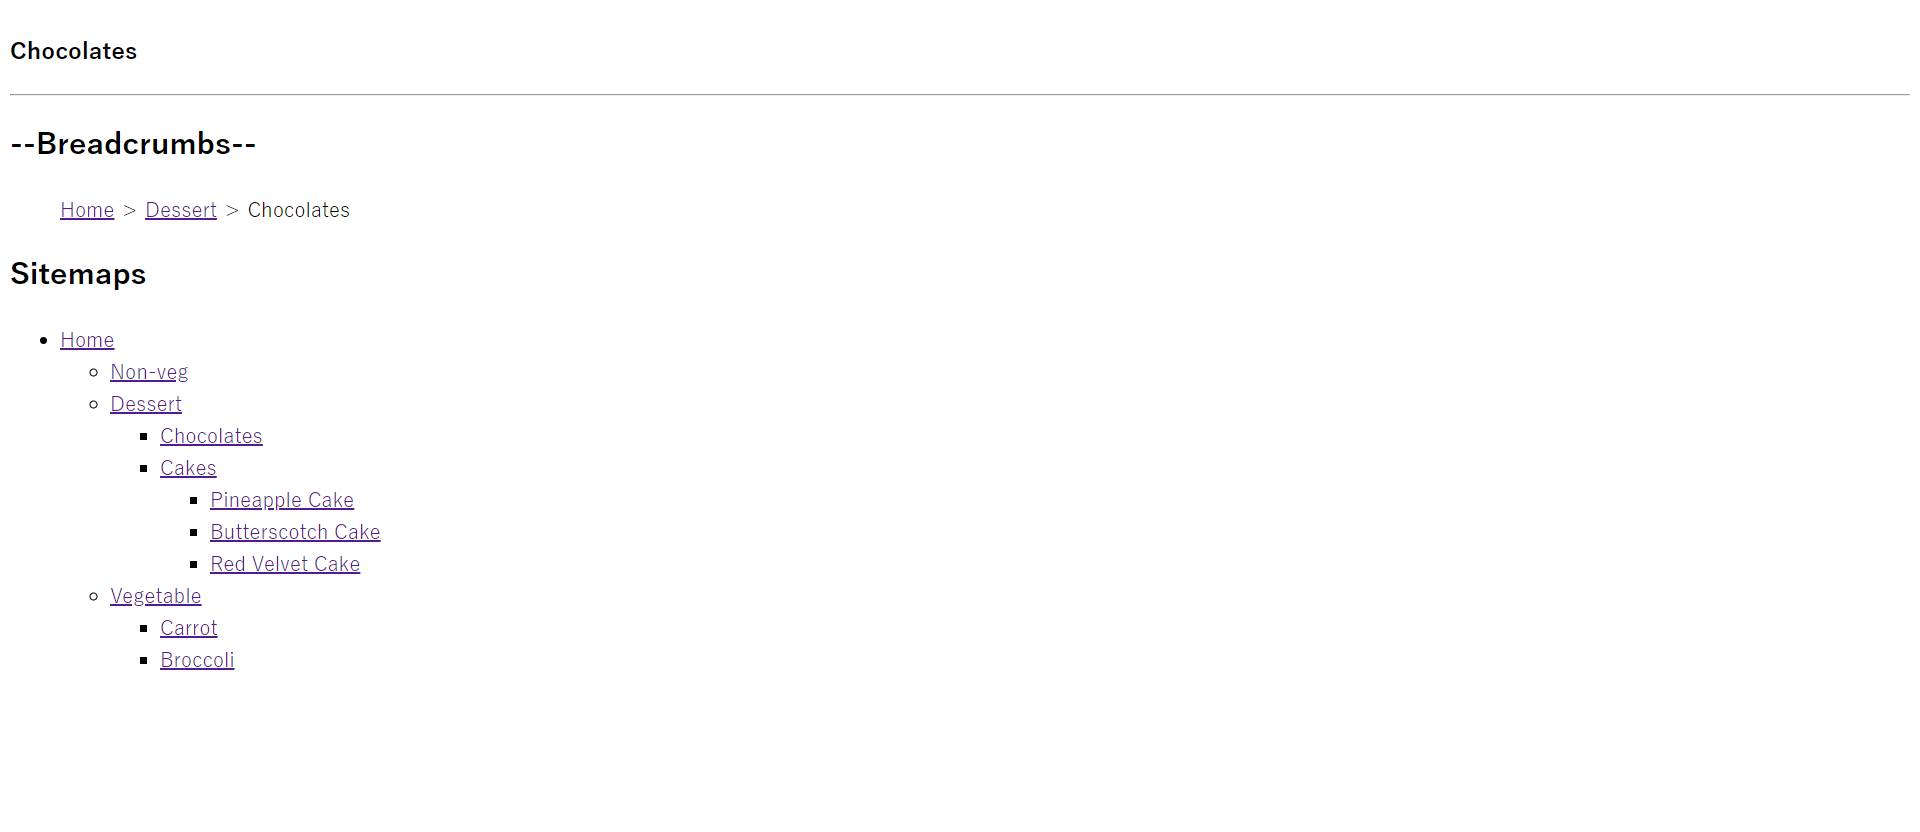 Chocolates
--Breadcrumbs--
Home > Dessert > Chocolates
Sitemaps
Home
Non-veg
Dessert
Chocolates
Cakes
Pineapple Cake
Butterscotch Cake
Red Velvet Cake
Vegetable
Carrot
Broccoli